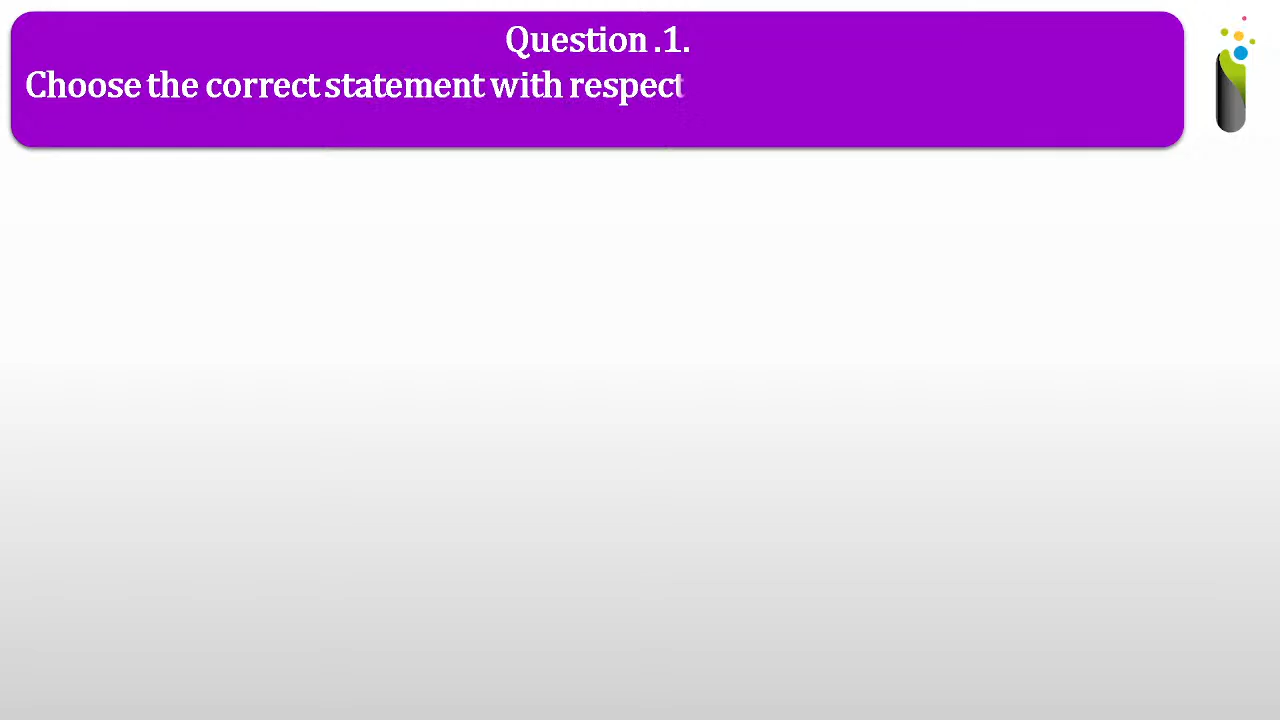 Question .1.
Choose the correct statement with respect